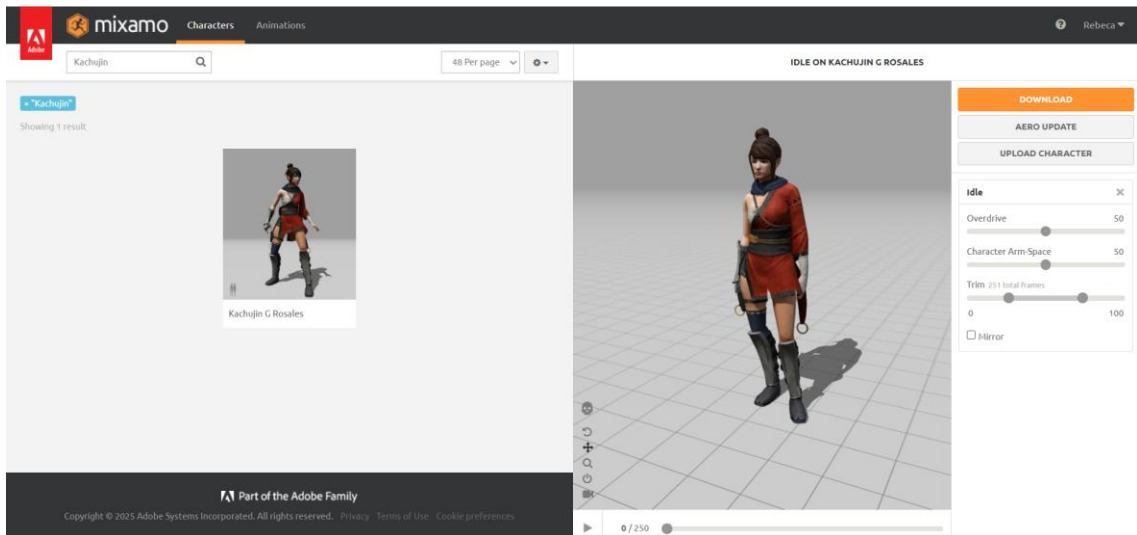 Adobe
mixamo
Characters
Animations
Rebeca
Kachujin
48 Per page
IDLE ON KACHUJIN G ROSALES
× "Kachujin"
Showing 1 result
Kachujin G Rosales
DOWNLOAD
AERO UPDATE
UPLOAD CHARACTER
Idle
Overdrive 50
Character Arm-Space 50
Trim 251 total frames
0 100
Mirror
Part of the Adobe Family
Copyright © 2025 Adobe Systems Incorporated. All rights reserved. Privacy Terms of Use Cookie preferences
0 / 250